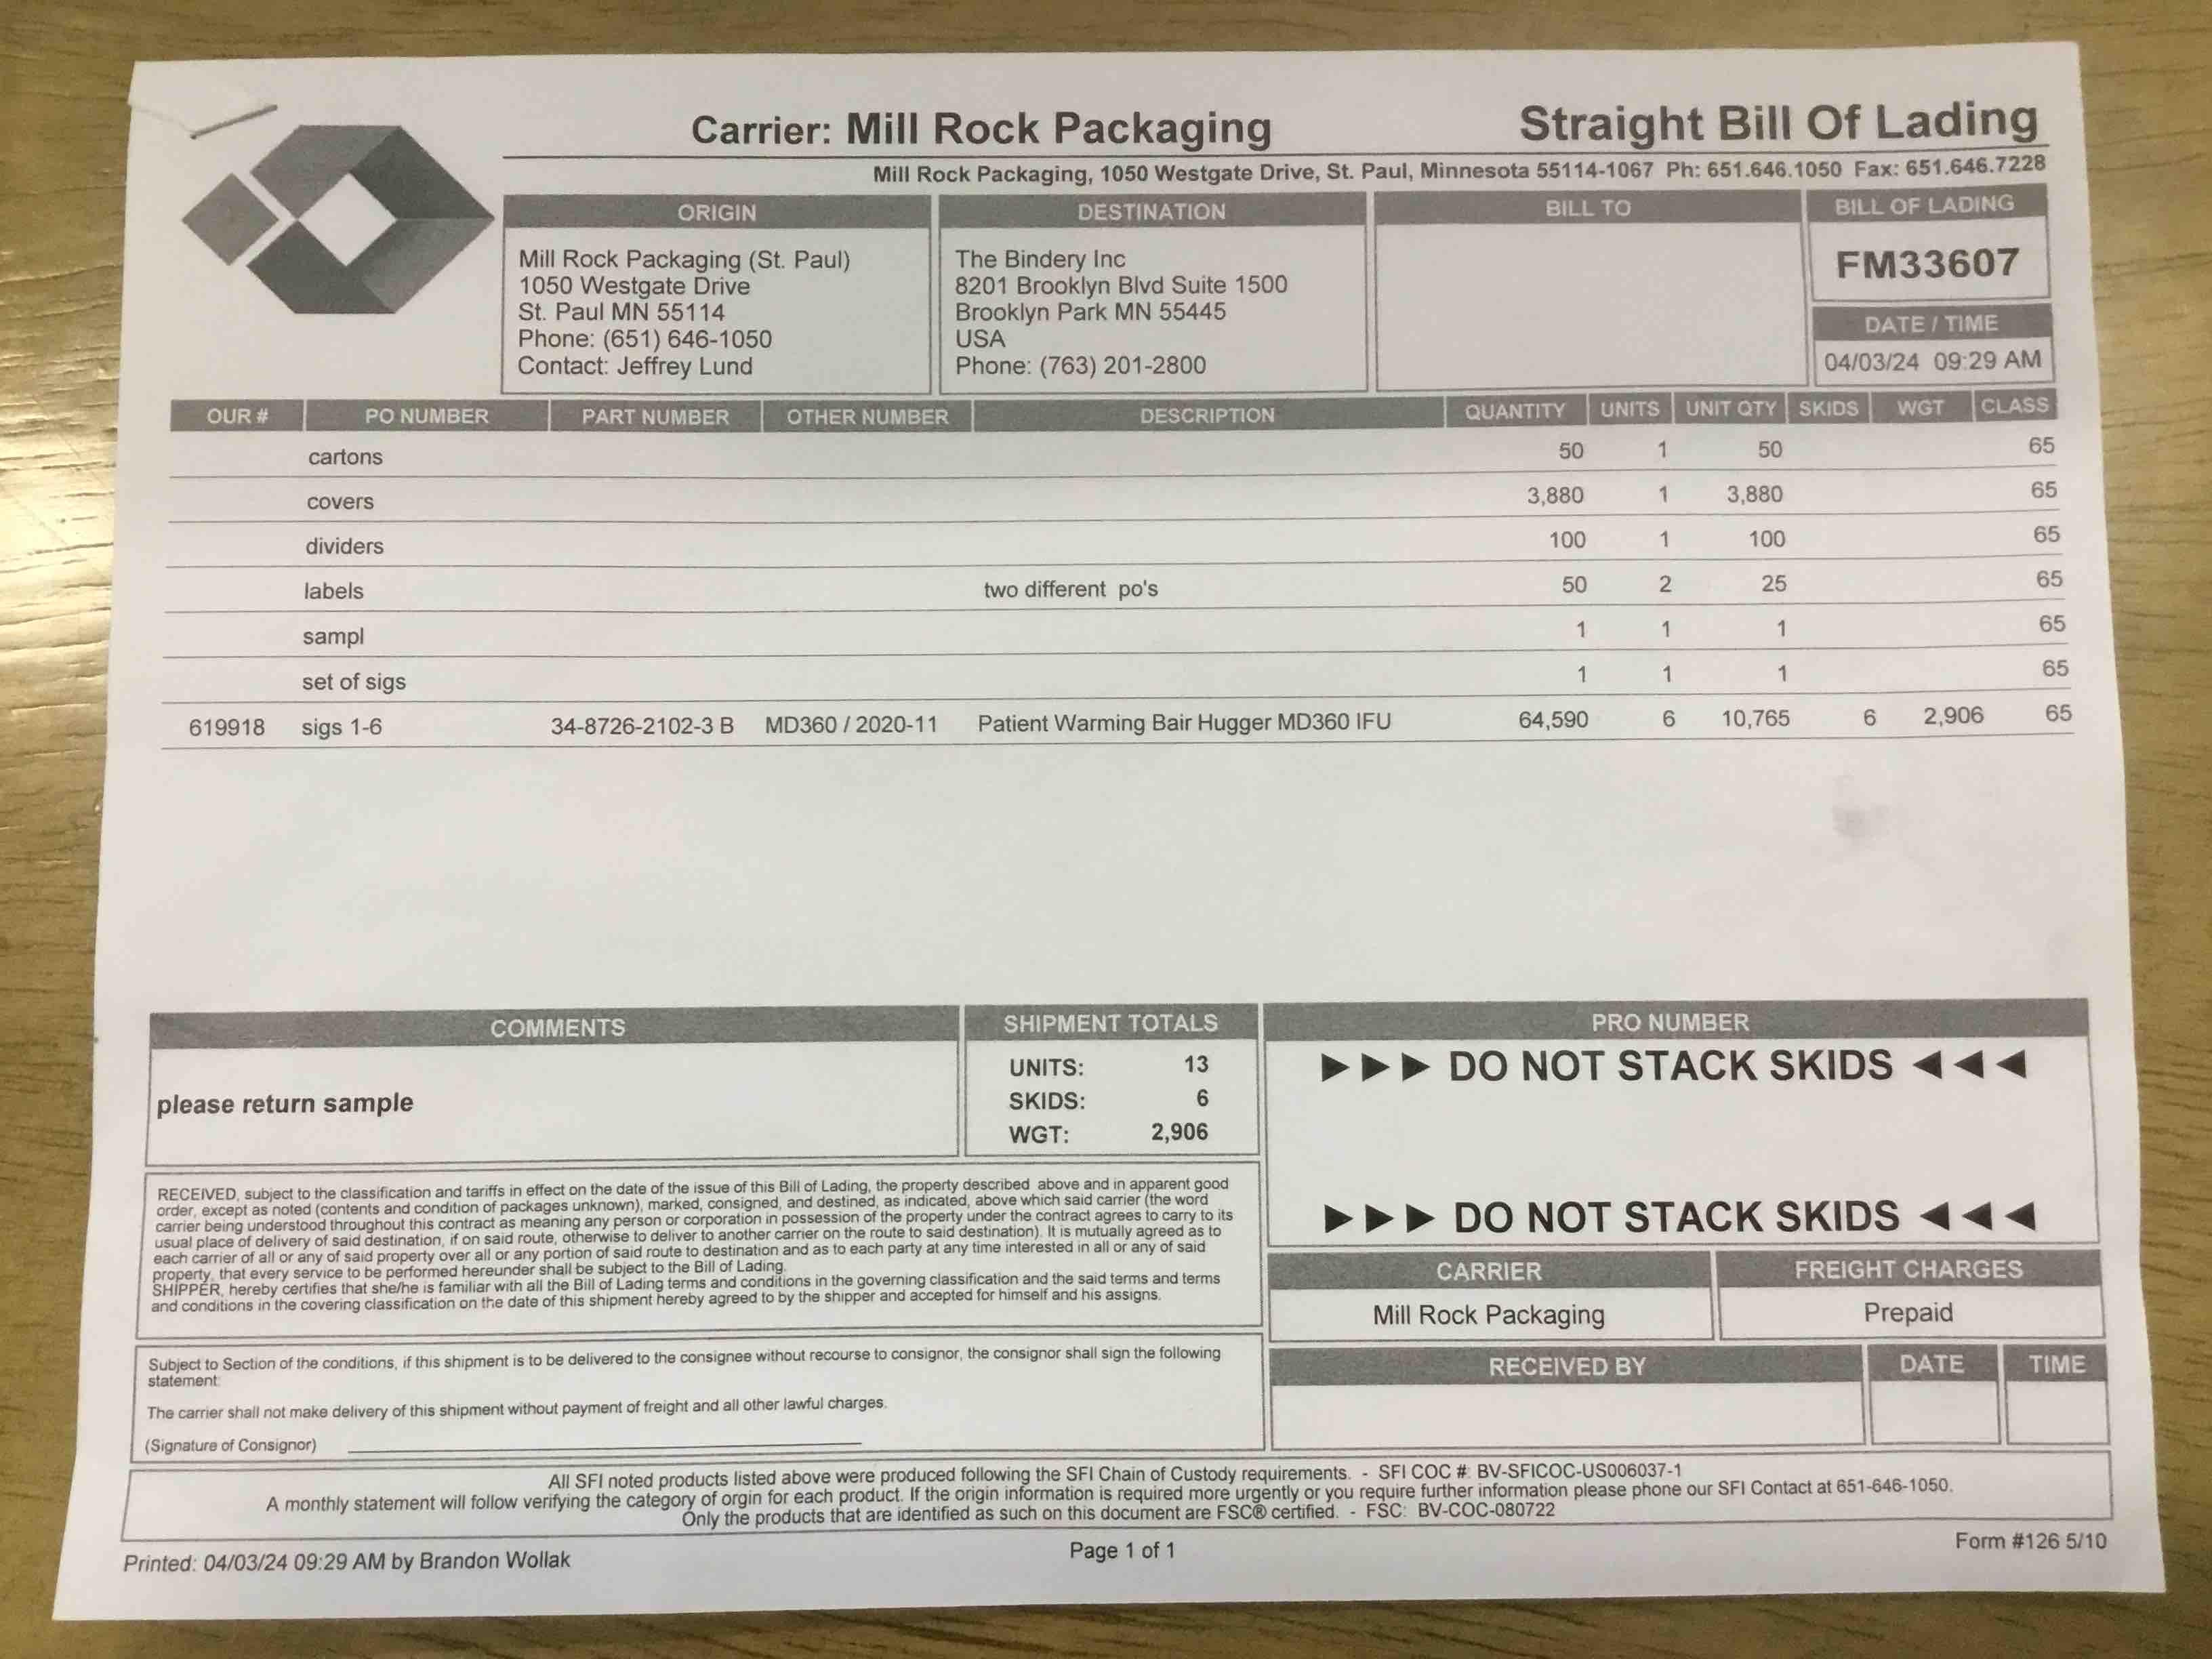 Carrier: Mill Rock Packaging
Straight Bill Of Lading
Mill Rock Packaging, 1050 Westgate Drive, St. Paul, Minnesota 55114-1067 Ph: 651.646.1050 Fax: 651.646.7228
ORIGIN
Mill Rock Packaging (St. Paul)
1050 Westgate Drive
St. Paul MN 55114
Phone: (651) 646-1050
Contact: Jeffrey Lund
DESTINATION
The Bindery Inc
8201 Brooklyn Blvd Suite 1500
Brooklyn Park MN 55445
USA
Phone: (763) 201-2800
BILL TO
BILL OF LADING
FM33607
DATE / TIME
04/03/24 09:29 AM
OUR # PO NUMBER PART NUMBER OTHER NUMBER DESCRIPTION QUANTITY UNITS UNIT QTY SKIDS WGT CLASS
cartons 50 1 50 65
covers 3,880 1 3,880 65
dividers 100 1 100 65
labels two different po's 50 2 25 65
sampl 1 1 1 65
set of sigs 1 1 1 65
619918 sigs 1-6 34-8726-2102-3 B MD360 / 2020-11 Patient Warming Bair Hugger MD360 IFU 64,590 6 10,765 6 2,906 65
COMMENTS
please return sample
SHIPMENT TOTALS
UNITS: 13
SKIDS: 6
WGT: 2,906
PRO NUMBER
►►► DO NOT STACK SKIDS ◄◄◄
►►► DO NOT STACK SKIDS ◄◄◄
RECEIVED, subject to the classification and tariffs in effect on the date of the issue of this Bill of Lading, the property described above and in apparent good
order, except as noted (contents and condition of packages unknown), marked, consigned, and destined, as indicated, above which said carrier (the word
carrier being understood throughout this contract as meaning any person or corporation in possession of the property under the contract agrees to carry to its
usual place of delivery of said destination, if on said route, otherwise to deliver to another carrier on the route to said destination). It is mutually agreed as to
each carrier of all or any of said property over all or any portion of said route to destination and as to each party at any time interested in all or any of said
property, that every service to be performed hereunder shall be subject to the Bill of Lading.
SHIPPER, hereby certifies that she/he is familiar with all the Bill of Lading terms and conditions in the governing classification and the said terms and terms
and conditions in the covering classification on the date of this shipment hereby agreed to by the shipper and accepted for himself and his assigns.
CARRIER
Mill Rock Packaging
FREIGHT CHARGES
Prepaid
Subject to Section of the conditions, if this shipment is to be delivered to the consignee without recourse to consignor, the consignor shall sign the following
statement:
The carrier shall not make delivery of this shipment without payment of freight and all other lawful charges.
(Signature of Consignor)
RECEIVED BY
DATE
TIME
All SFI noted products listed above were produced following the SFI Chain of Custody requirements. - SFI COC #: BV-SFICOC-US006037-1
A monthly statement will follow verifying the category of orgin for each product. If the origin information is required more urgently or you require further information please phone our SFI Contact at 651-646-1050.
Only the products that are identified as such on this document are FSC® certified. - FSC: BV-COC-080722
Printed: 04/03/24 09:29 AM by Brandon Wollak
Page 1 of 1
Form #126 5/10